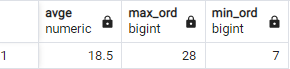 avge max_ord min_ord
numeric bigint bigint
1 18.5 28 7